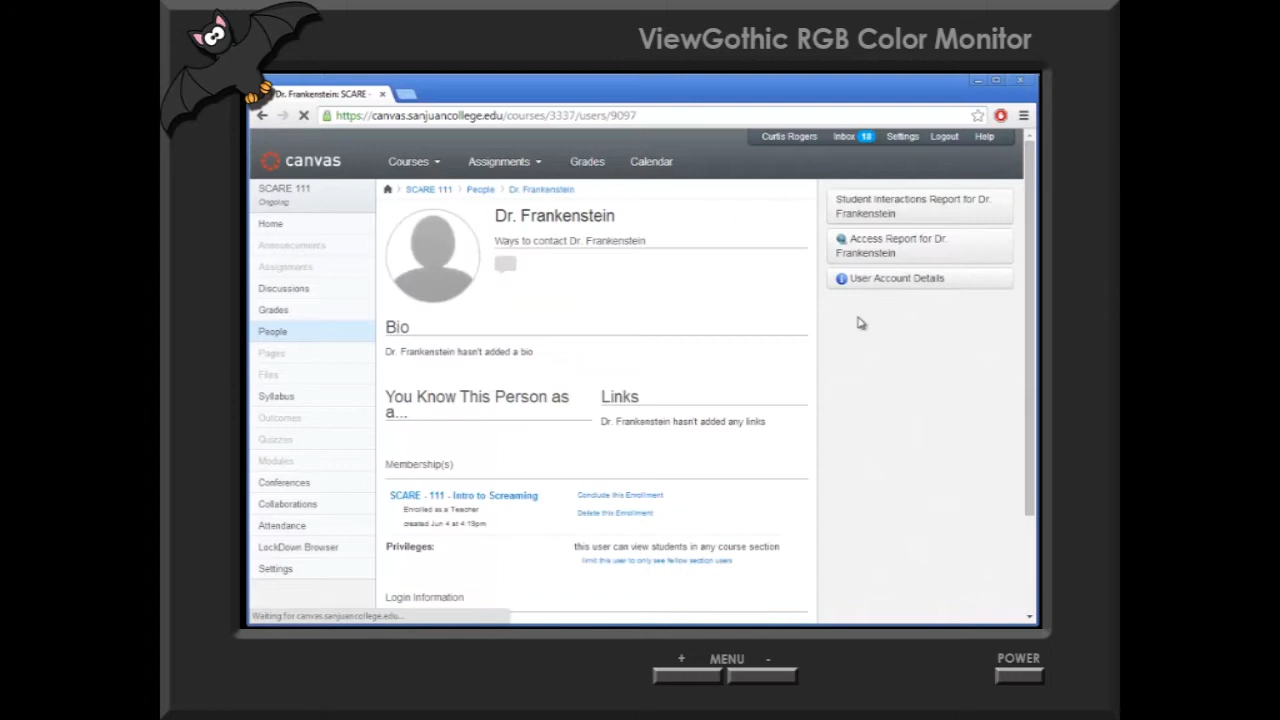 ViewGothic RGB Color Monitor
Dr. Frankenstein: SCARE -
https://canvas.sanjuancollege.edu/courses/3337/users/9097
Curtis Rogers Inbox 18 Settings Logout Help
canvas Courses Assignments Grades Calendar
SCARE 111
Ongoing
Home
Announcements
Assignments
Discussions
Grades
People
Pages
Files
Syllabus
Outcomes
Quizzes
Modules
Conferences
Collaborations
Attendance
LockDown Browser
Settings
SCARE 111 People Dr. Frankenstein
Dr. Frankenstein
Ways to contact Dr. Frankenstein
Bio
Dr. Frankenstein hasn't added a bio
You Know This Person as
a...
Links
Dr. Frankenstein hasn't added any links
Membership(s)
SCARE - 111 - Intro to Screaming
Enrolled as a Teacher
created Jun 4 at 4:13pm
Conclude this Enrollment
Delete this Enrollment
Privileges: this user can view students in any course section
limit this user to only see fellow section users
Login Information
Student Interactions Report for Dr.
Frankenstein
Access Report for Dr.
Frankenstein
User Account Details
Waiting for canvas.sanjuancollege.edu...
+ MENU -
POWER